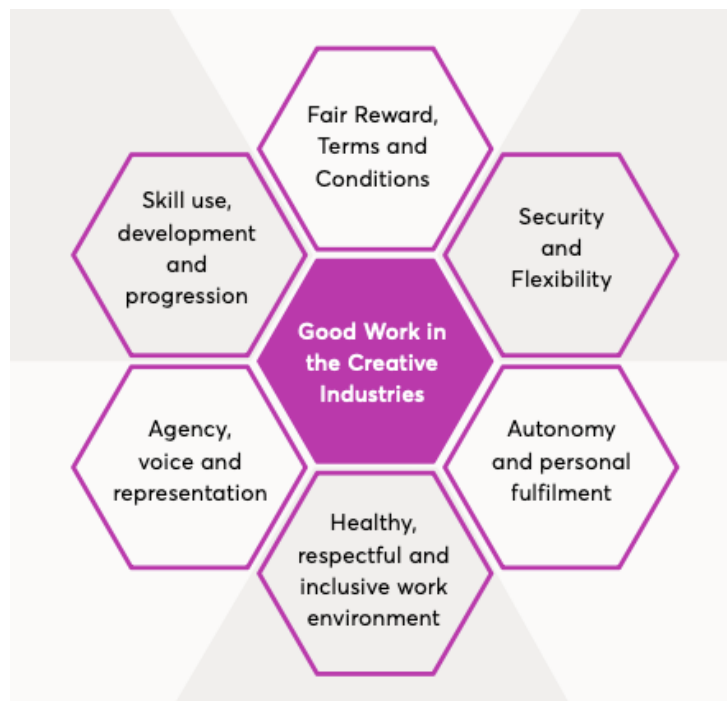 Fair Reward,
Terms and
Conditions
Skill use,
development
and
progression
Security
and
Flexibility
Good Work in
the Creative
Industries
Agency,
voice and
representation
Autonomy
and personal
fulfilment
Healthy,
respectful and
inclusive work
environment